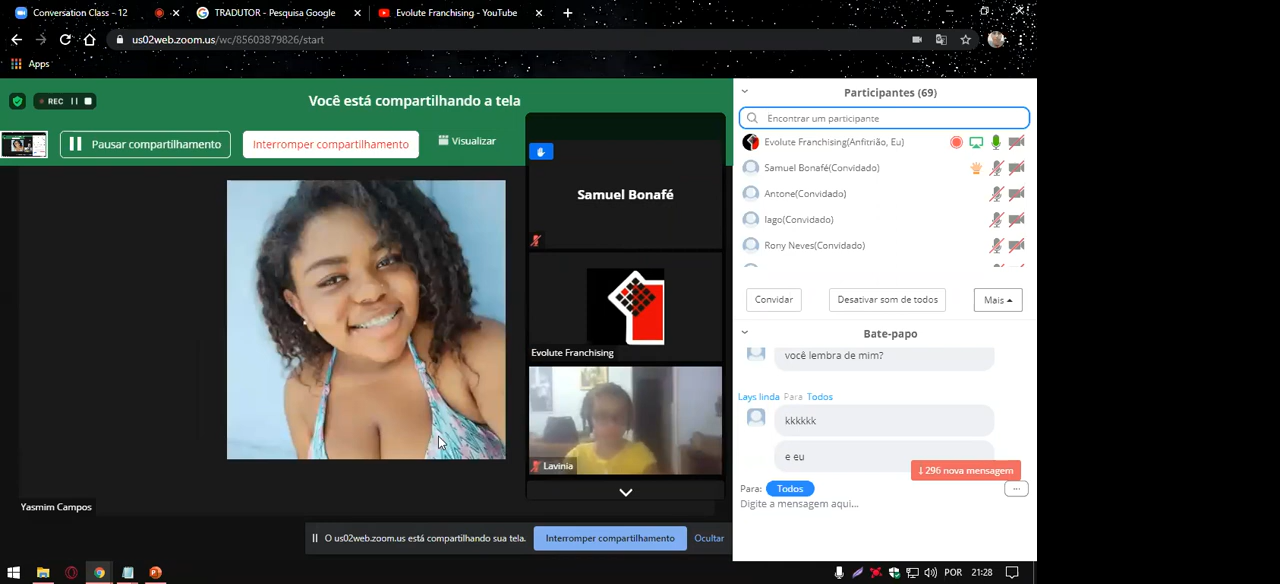 Conversation Class - 12
TRADUTOR - Pesquisa Google
Evolute Franchising - YouTube
us02web.zoom.us/wc/85603879826/start
Apps
REC
Você está compartilhando a tela
Pausar compartilhamento
Interromper compartilhamento
Visualizar
Samuel Bonafé
Evolute Franchising
Lavinia
Yasmim Campos
O us02web.zoom.us está compartilhando sua tela.
Interromper compartilhamento
Ocultar
Participantes (69)
Encontrar um participante
Evolute Franchising(Anfitrião, Eu)
Samuel Bonafé(Convidado)
Antone(Convidado)
Iago(Convidado)
Rony Neves(Convidado)
Convidar
Desativar som de todos
Mais
Bate-papo
você lembra de mim?
Lays linda Para Todos
kkkkkk
e eu
296 nova mensagem
Para: Todos
Digite a mensagem aqui...
POR
21:28